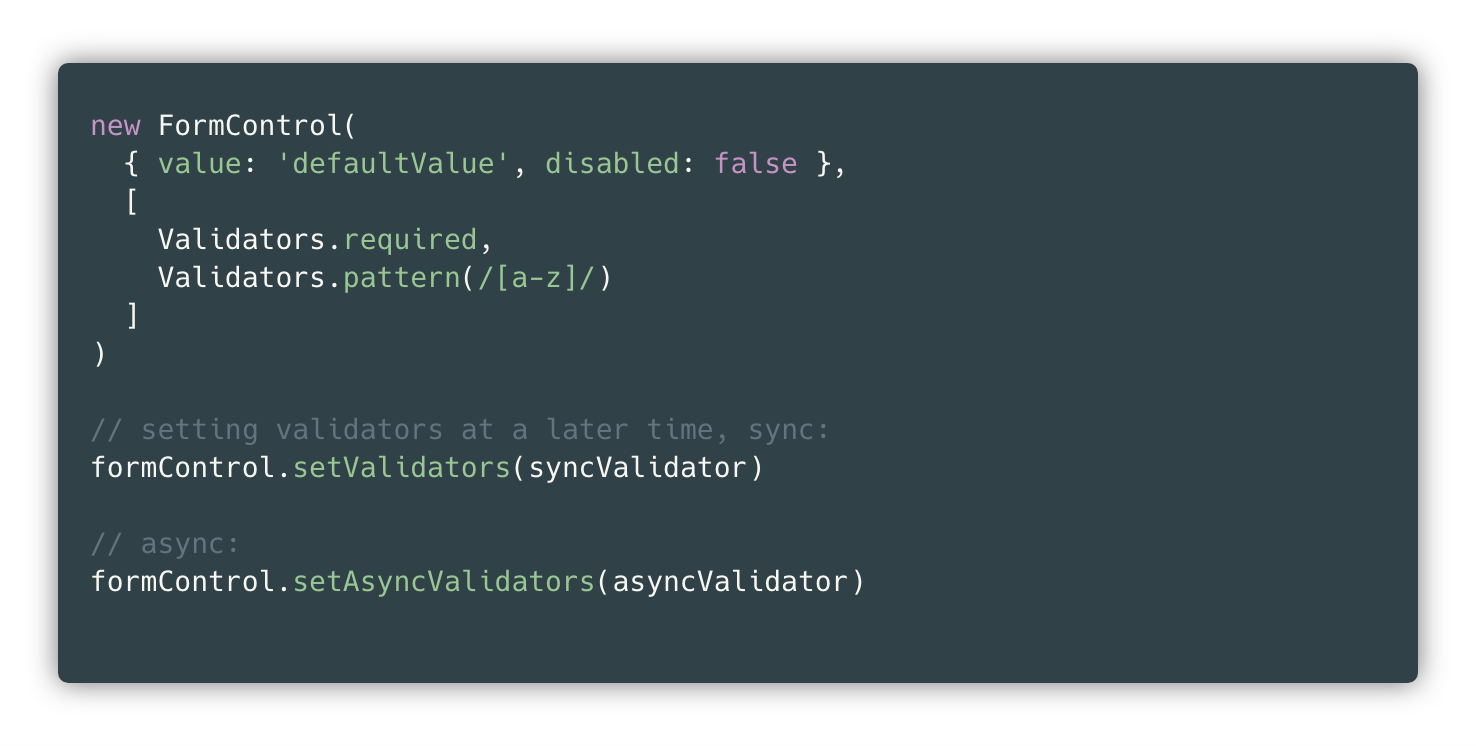 new FormControl(
  { value: 'defaultValue', disabled: false },
  [
    Validators.required,
    Validators.pattern(/[a-z]/)
  ]
)

// setting validators at a later time, sync:
formControl.setValidators(syncValidator)

// async:
formControl.setAsyncValidators(asyncValidator)